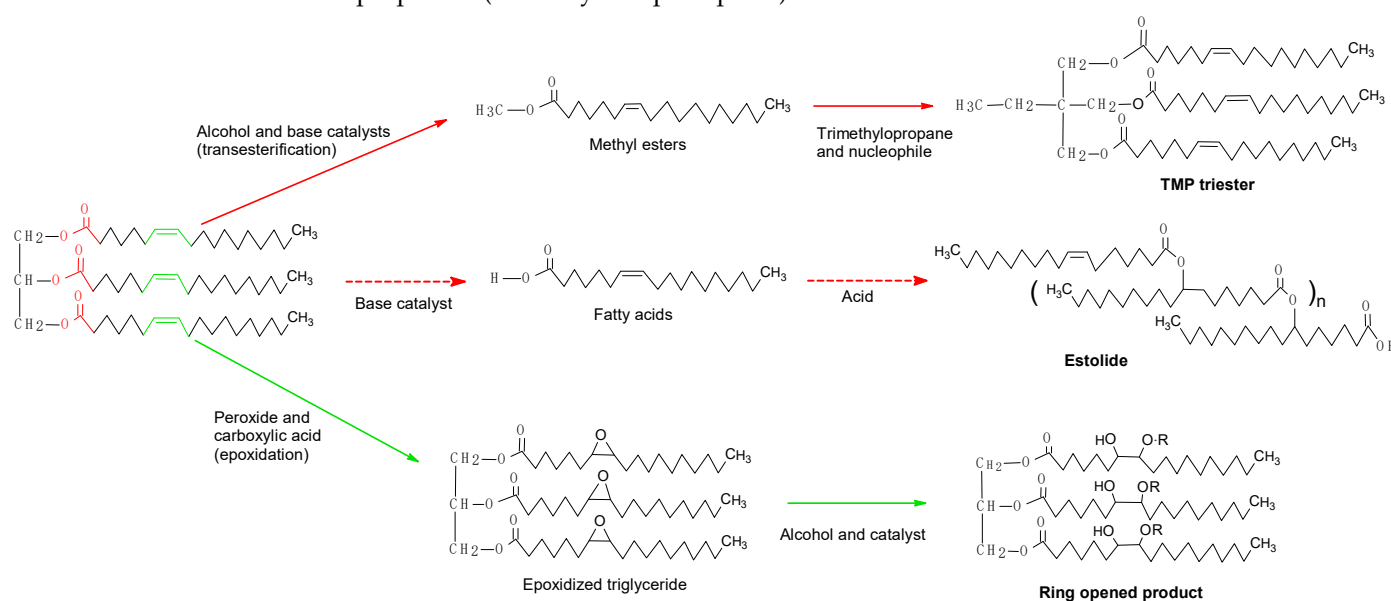 CH2—O
O
CH3
CH2—O
O
H3C—O
O
CH3
H3C—CH2
CH2—O
O
CH3
Alcohol and base catalysts
(transesterification)
Methyl esters
Trimethylopropane
and nucleophile
CH2—O
O
CH3
TMP triester
CH2—O
O
CH3
CH—O
O
CH3
CH2—O
O
CH3
Base catalyst
H—O
O
CH3
Fatty acids
Acid
H3C
O
O
( H3C
O
O
)n
H3C
O
OH
Estolide
Peroxide and
carboxylic acid
(epoxidation)
CH2—O
O
O
CH3
CH—O
O
O
CH3
CH2—O
O
O
CH3
Epoxidized triglyceride
Alcohol and catalyst
CH2—O
O
HO
O·R
CH3
CH—O
O
HO
OR
CH3
CH2—O
O
HO
OR
CH3
Ring opened product